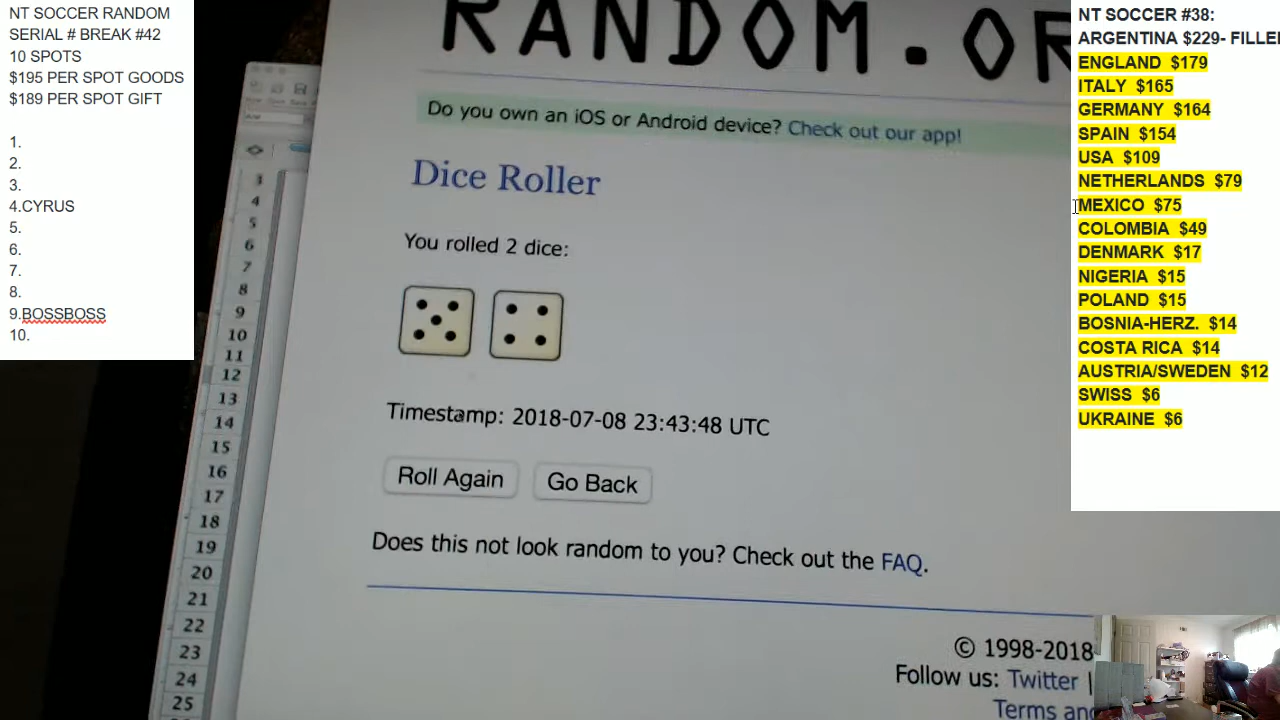 NT SOCCER RANDOM
SERIAL # BREAK #42
10 SPOTS
$195 PER SPOT GOODS
$189 PER SPOT GIFT
1.
2.
3.
4.CYRUS
5.
6.
7.
8.
9.BOSSBOSS
10.
3
4
5
6
7
8
9
10
11
12
13
14
15
16
17
18
19
20
21
22
23
24
25
RANDOM.OR
Do you own an iOS or Android device? Check out our app!
Dice Roller
You rolled 2 dice:
Timestamp: 2018-07-08 23:43:48 UTC
Roll Again Go Back
Does this not look random to you? Check out the FAQ.
© 1998-2018
Follow us: Twitter |
Terms and
NT SOCCER #38:
ARGENTINA $229- FILLE
ENGLAND $179
ITALY $165
GERMANY $164
SPAIN $154
USA $109
NETHERLANDS $79
MEXICO $75
COLOMBIA $49
DENMARK $17
NIGERIA $15
POLAND $15
BOSNIA-HERZ. $14
COSTA RICA $14
AUSTRIA/SWEDEN $12
SWISS $6
UKRAINE $6